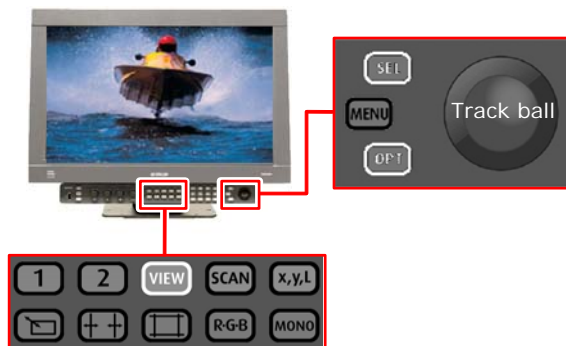 SEL
MENU
Track ball
OPT
1 2 VIEW SCAN x,y,L
R·G·B MONO